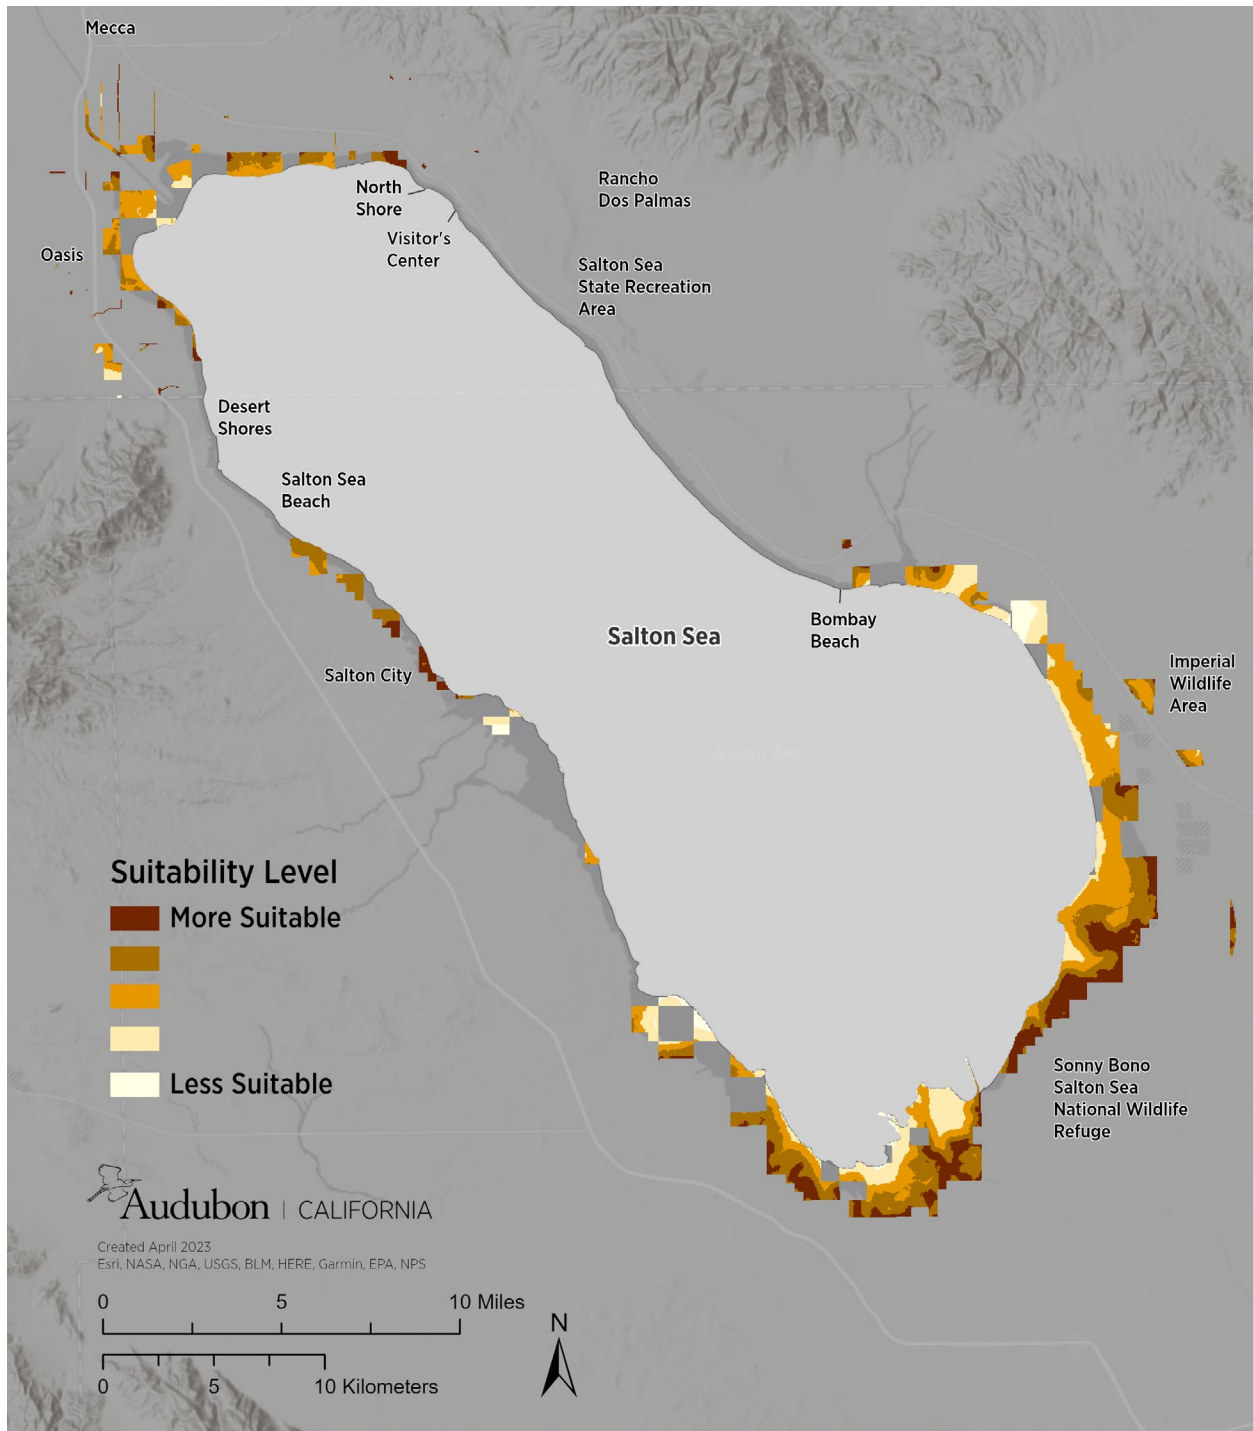 Mecca
North
Shore
Visitor's
Center
Rancho
Dos Palmas
Oasis
Salton Sea
State Recreation
Area
Desert
Shores
Salton Sea
Beach
Salton Sea
Bombay
Beach
Salton City
Imperial
Wildlife
Area
Salton Sea
Suitability Level
More Suitable
Less Suitable
Sonny Bono
Salton Sea
National Wildlife
Refuge
Audubon | CALIFORNIA
Created April 2023
Esri, NASA, NGA, USGS, BLM, HERE, Garmin, EPA, NPS
0 5 10 Miles
0 5 10 Kilometers
N